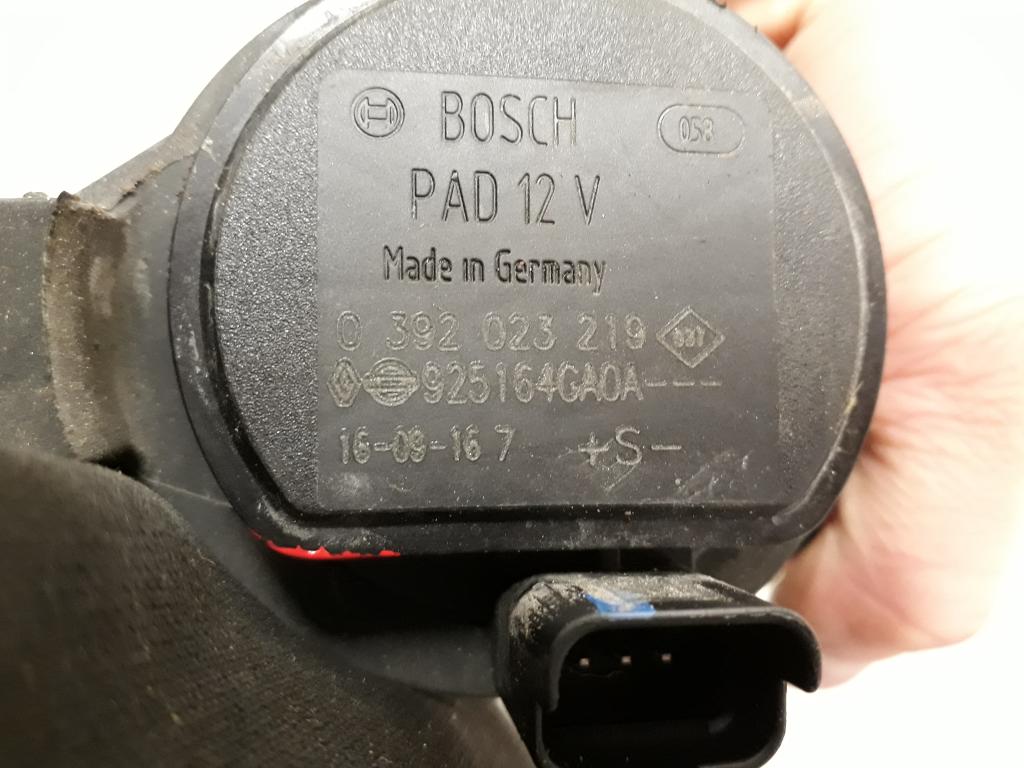 BOSCH 058
PAD 12 V
Made in Germany
0 392 023 219
925164GA0A---
16-09-16 7 +S-